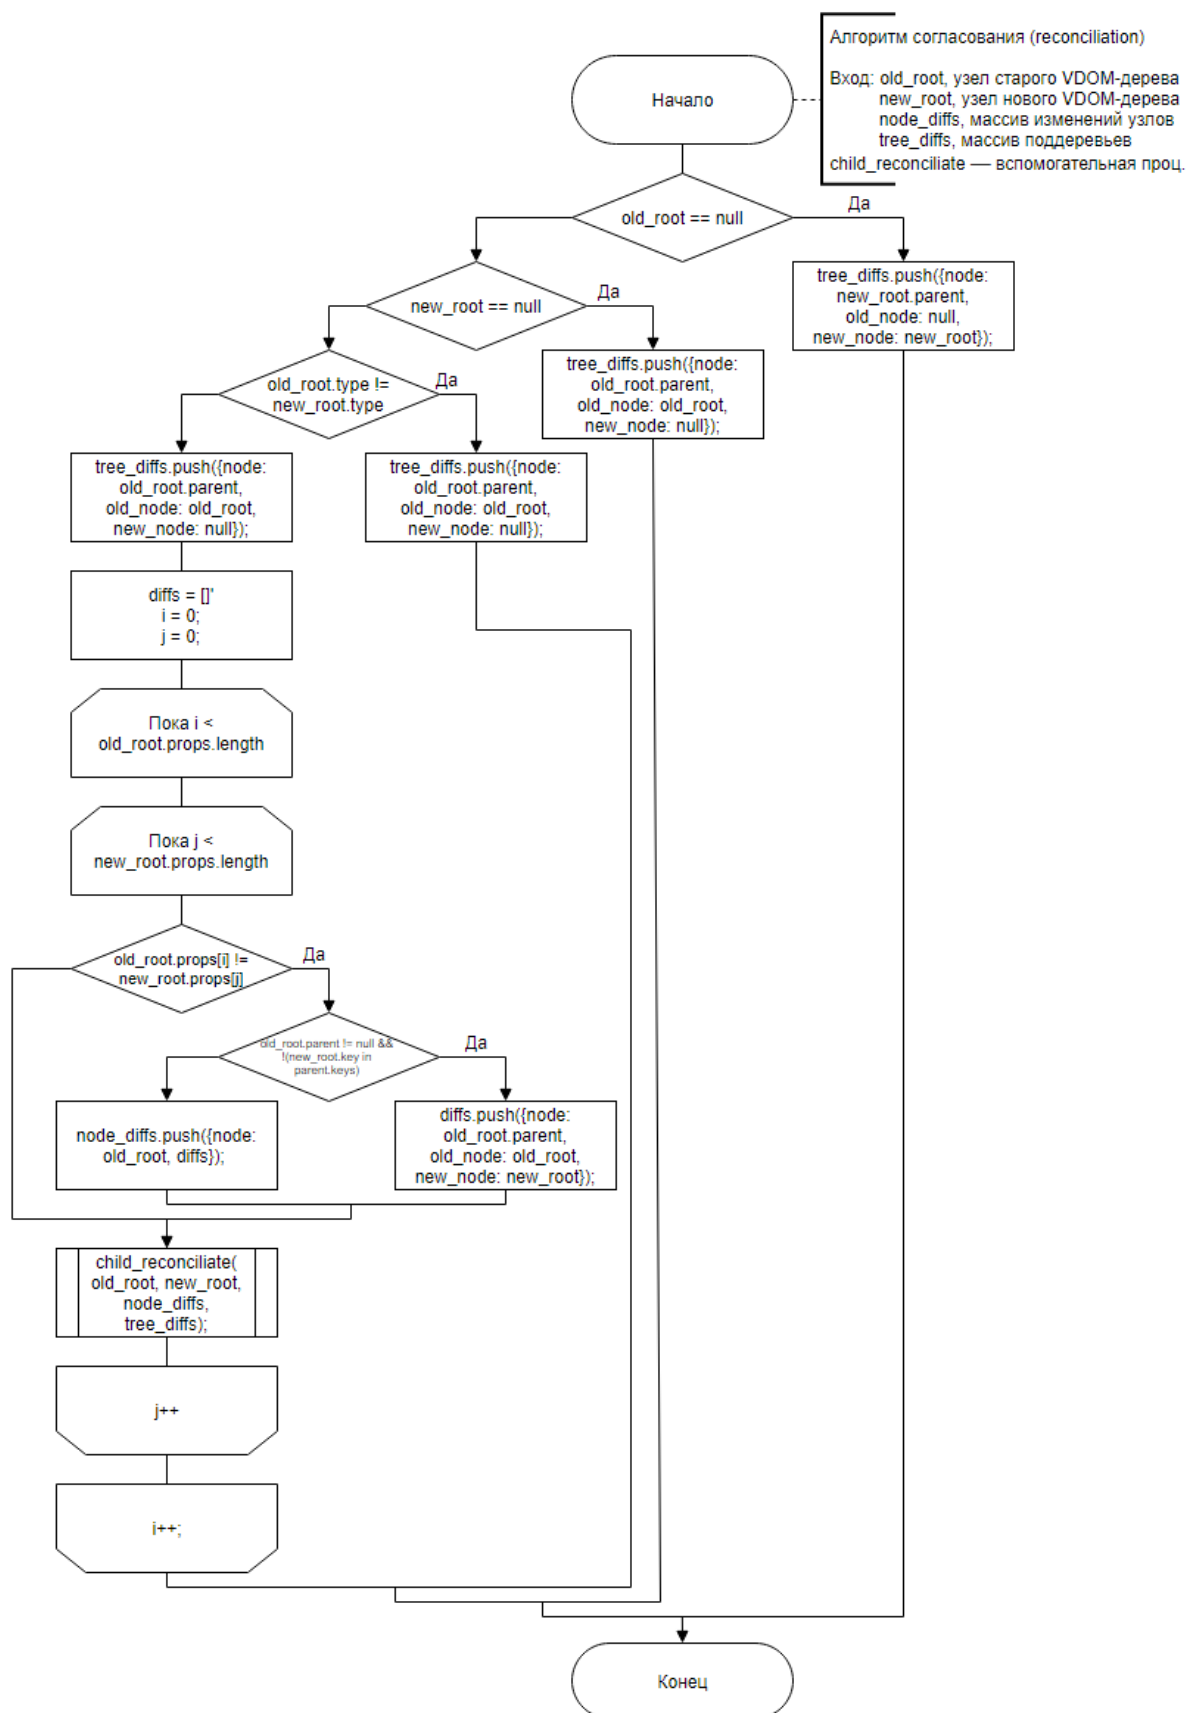 Алгоритм согласования (reconciliation)
Вход: old_root, узел старого VDOM-дерева
new_root, узел нового VDOM-дерева
node_diffs, массив изменений узлов
tree_diffs, массив поддеревьев
child_reconciliate — вспомогательная проц.
Начало
old_root == null
Да
tree_diffs.push({node:
new_root.parent,
old_node: null,
new_node: new_root});
new_root == null
Да
tree_diffs.push({node:
old_root.parent,
old_node: old_root,
new_node: null});
old_root.type !=
new_root.type
Да
tree_diffs.push({node:
old_root.parent,
old_node: old_root,
new_node: null});
tree_diffs.push({node:
old_root.parent,
old_node: old_root,
new_node: null});
diffs = []'
i = 0;
j = 0;
Пока i <
old_root.props.length
Пока j <
new_root.props.length
old_root.props[i] !=
new_root.props[j]
Да
old_root.parent != null &&
!(new_root.key in
parent.keys)
Да
node_diffs.push({node:
old_root, diffs});
diffs.push({node:
old_root.parent,
old_node: old_root,
new_node: new_root});
child_reconciliate(
old_root, new_root,
node_diffs,
tree_diffs);
j++
i++;
Конец